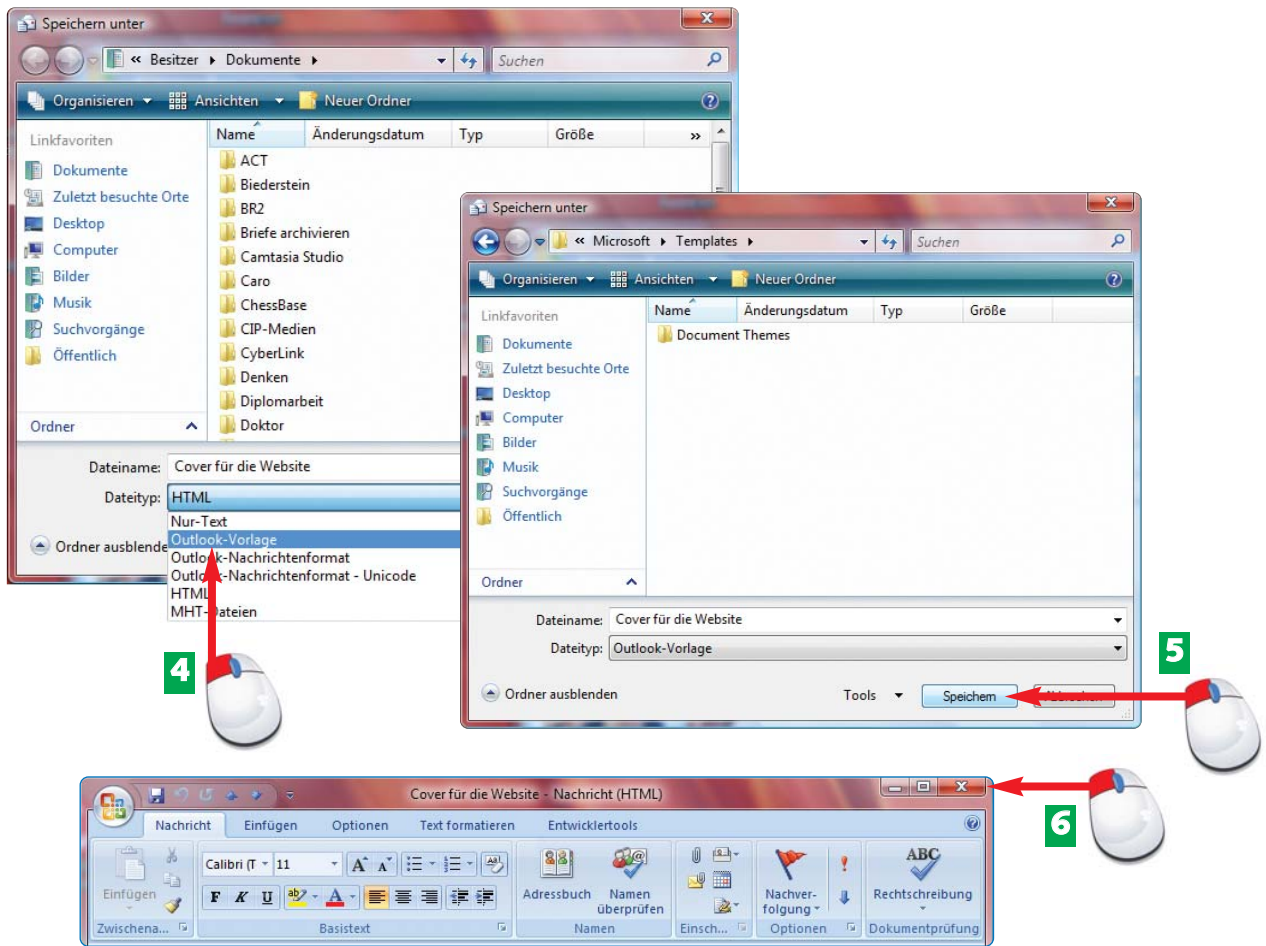 Speichern unter
« Besitzer ▸ Dokumente ▸
Suchen
Organisieren Ansichten Neuer Ordner
Linkfavoriten
Dokumente
Zuletzt besuchte Orte
Desktop
Computer
Bilder
Musik
Suchvorgänge
Öffentlich
Ordner
Name Änderungsdatum Typ Größe »
ACT
Biederstein
BR2
Briefe archivieren
Camtasia Studio
Caro
ChessBase
CIP-Medien
CyberLink
Denken
Diplomarbeit
Doktor
Dateiname: Cover für die Website
Dateityp: HTML
Nur-Text
Outlook-Vorlage
Outlook-Nachrichtenformat
Outlook-Nachrichtenformat - Unicode
HTML
MHT-Dateien
Ordner ausblende
4
Speichern unter
« Microsoft ▸ Templates ▸
Suchen
Organisieren Ansichten Neuer Ordner
Linkfavoriten
Dokumente
Zuletzt besuchte Orte
Desktop
Computer
Bilder
Musik
Suchvorgänge
Öffentlich
Ordner
Name Änderungsdatum Typ Größe
Document Themes
Dateiname: Cover für die Website
Dateityp: Outlook-Vorlage
Ordner ausblenden
Tools Speichern
5
Cover für die Website - Nachricht (HTML)
Nachricht Einfügen Optionen Text formatieren Entwicklertools
6
Einfügen
Zwischena...
Calibri (T 11
F K U ab A
Basistext
Adressbuch
Namen
überprüfen
Namen
Einsch...
Nachver-
folgung
Optionen
ABC
Rechtschreibung
Dokumentprüfung